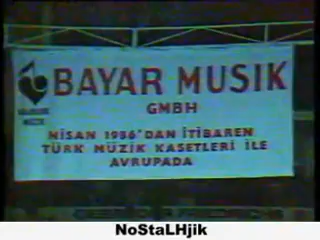 BAYAR MUSIK
GMBH
NİSAN 1986'DAN İTİBAREN
TÜRK MÜZİK KASETLERİ İLE
AVRUPADA
NoStaLHjik